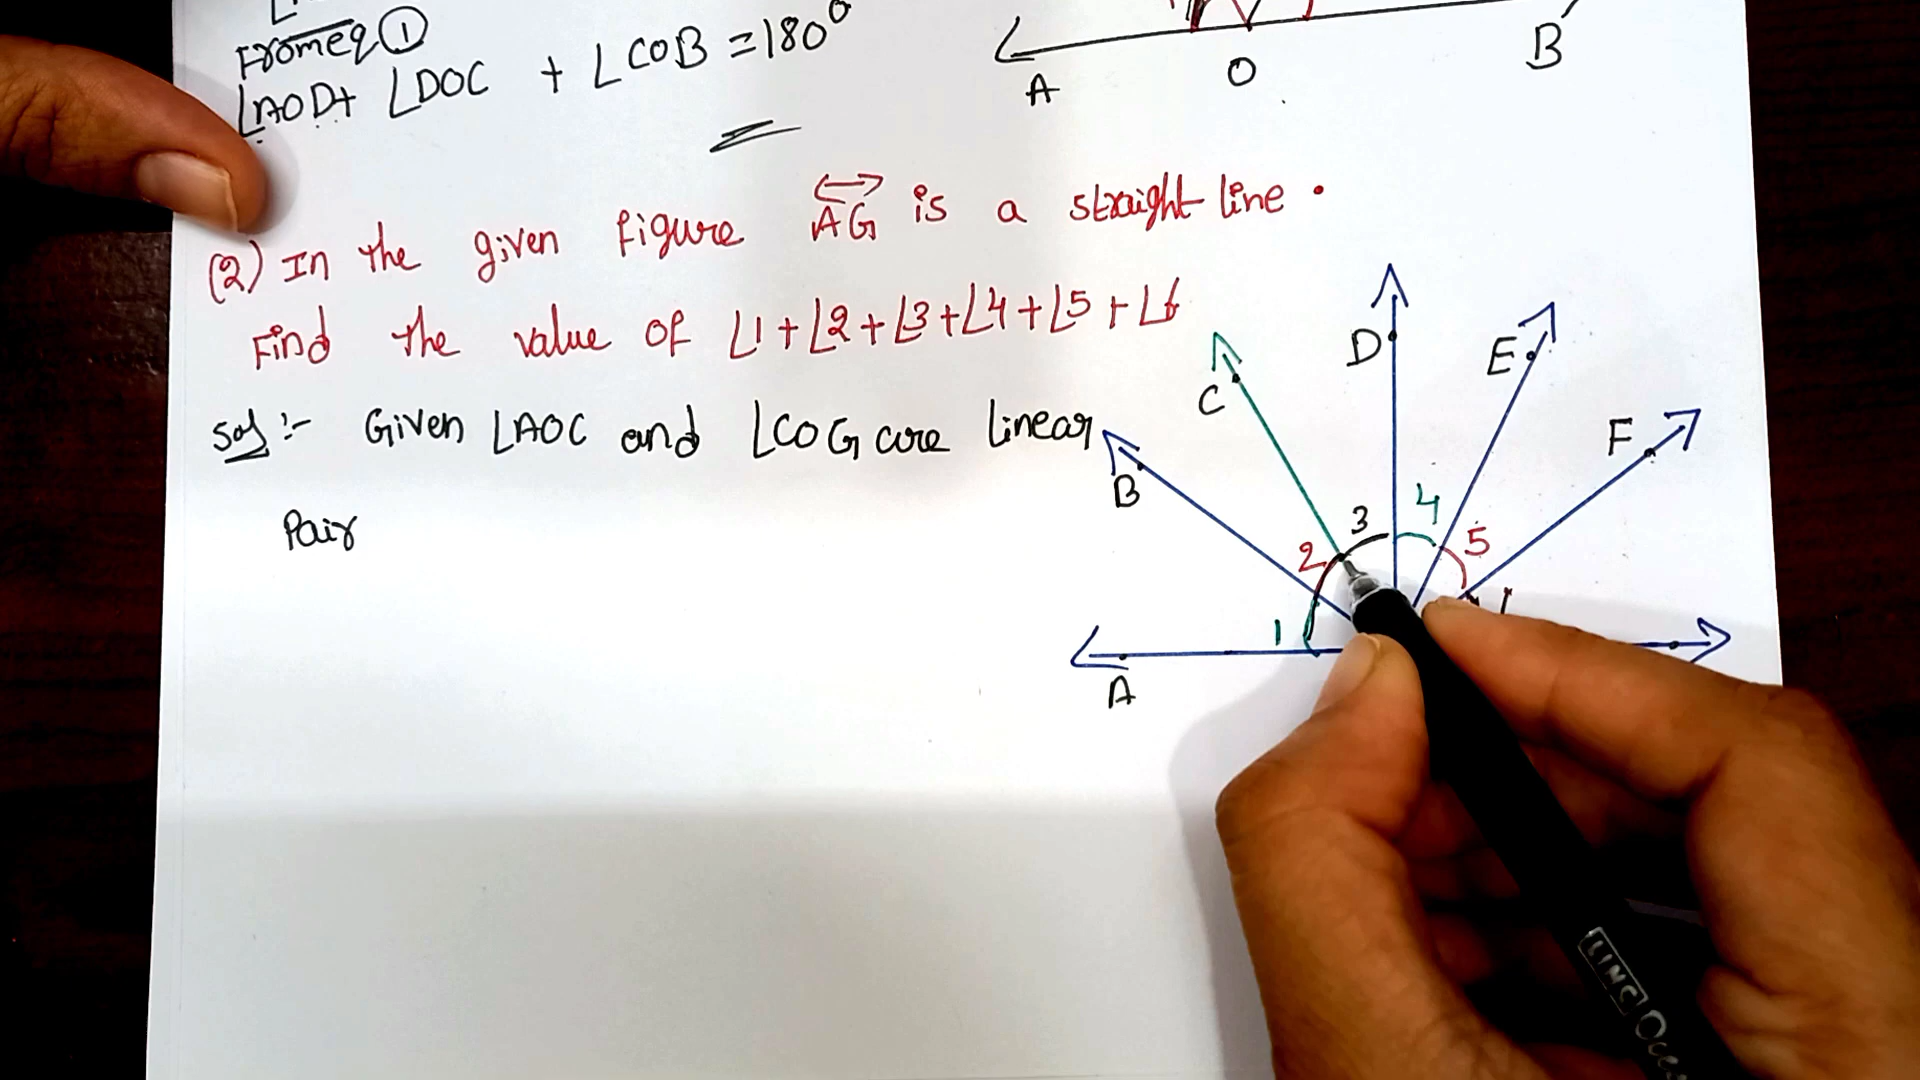 From eq ①
∠AOD+ ∠DOC + ∠COB = 180°
A O B
(2) In the given figure AG is a straight line .
Find the value of ∠1+∠2+∠3+∠4+∠5+∠6
Sol :- Given ∠AOC and ∠COG are linear
Pair
C D E F
B
3 4
2 5
1
A
LINC Ocea